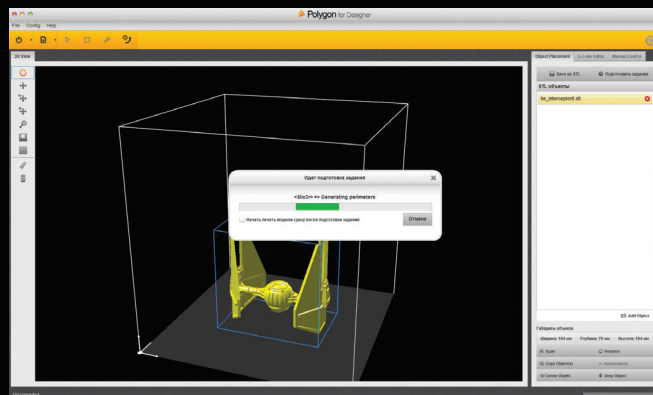 Polygon for Designer
File Config Help
3D View
Object Placement G-Code Editor Manual Control
Save as STL Подготовить задание
STL объекты
tie_interceptor6.stl
Идет подготовка задания
<Slic3r> => Generating perimeters
Начать печать модели сразу после подготовки задания
Отмена
Add Object
Габариты объекта
Ширина: 104 мм Глубина: 70 мм Высота: 104 мм
Scale Rotation
Copy Object(s)
Center Objekt Drop Object